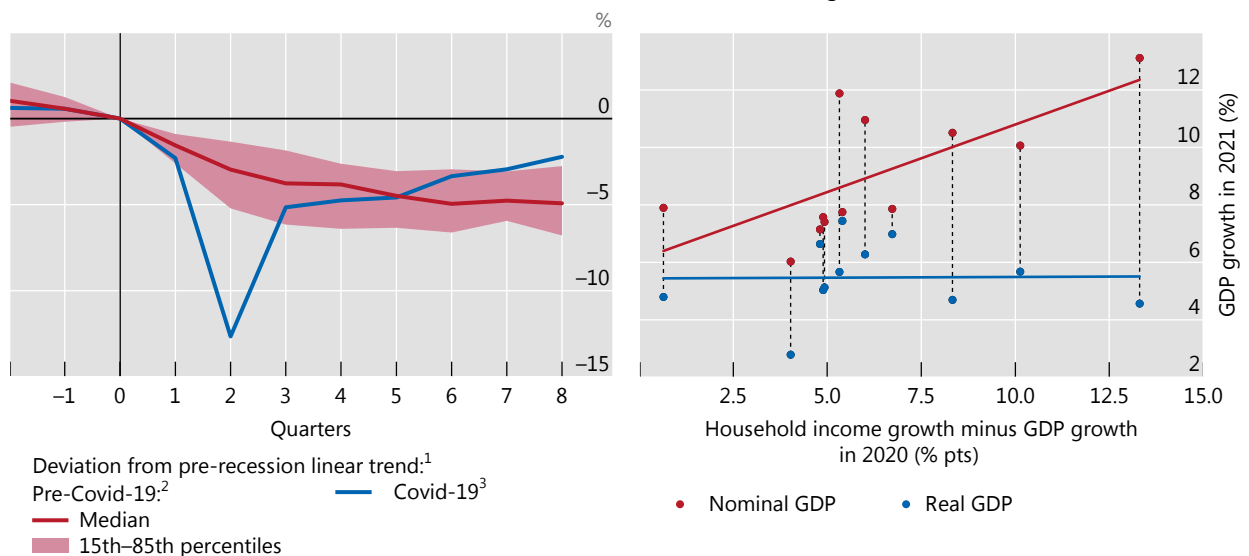 %
0
–5
–10
–15
–1 0 1 2 3 4 5 6 7 8
Quarters
Deviation from pre-recession linear trend:1
Pre-Covid-19:2
Covid-193
Median
15th–85th percentiles
12
10
8
6
4
2
GDP growth in 2021 (%)
2.5 5.0 7.5 10.0 12.5 15.0
Household income growth minus GDP growth
in 2020 (% pts)
Nominal GDP Real GDP